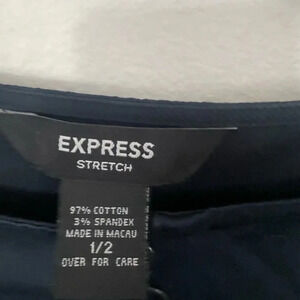 EXPRESS
STRETCH
97% COTTON
3% SPANDEX
MADE IN MACAU
1/2
OVER FOR CARE